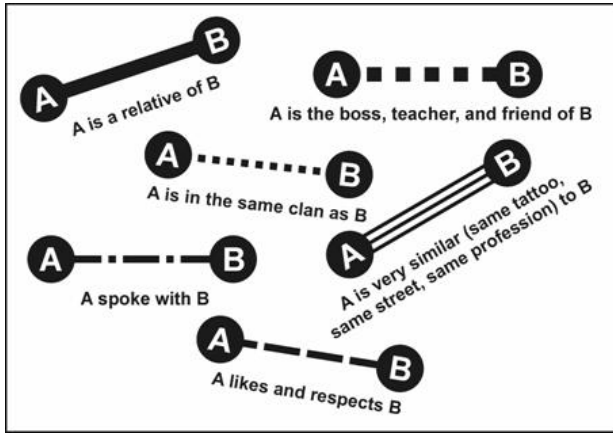 A B
A is a relative of B
A B
A is the boss, teacher, and friend of B
A B
A is in the same clan as B
A B
A is very similar (same tattoo,
same street, same profession) to B
A B
A spoke with B
A B
A likes and respects B